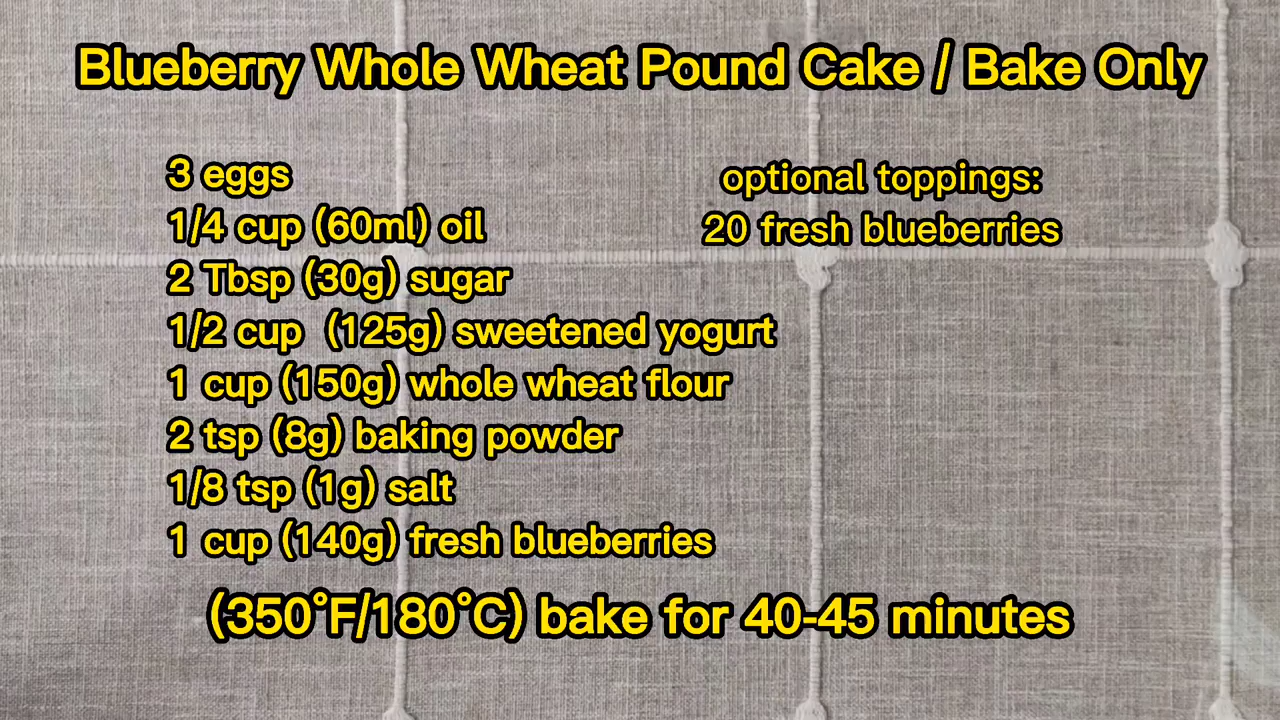 Blueberry Whole Wheat Pound Cake / Bake Only
3 eggs
1/4 cup (60ml) oil
2 Tbsp (30g) sugar
1/2 cup (125g) sweetened yogurt
1 cup (150g) whole wheat flour
2 tsp (8g) baking powder
1/8 tsp (1g) salt
1 cup (140g) fresh blueberries
optional toppings:
20 fresh blueberries
(350°F/180°C) bake for 40-45 minutes